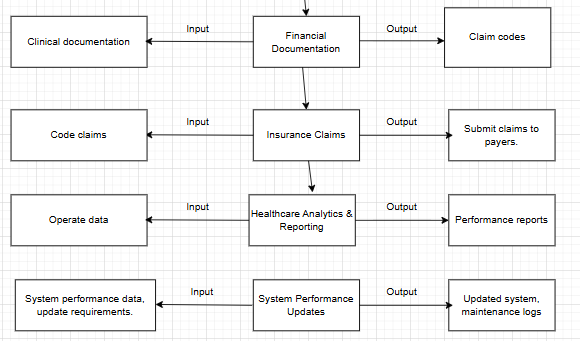 Clinical documentation
Input
Financial
Documentation
Output
Claim codes
Code claims
Input
Insurance Claims
Output
Submit claims to
payers.
Operate data
Input
Healthcare Analytics &
Reporting
Output
Performance reports
System performance data,
update requirements.
Input
System Performance
Updates
Output
Updated system,
maintenance logs